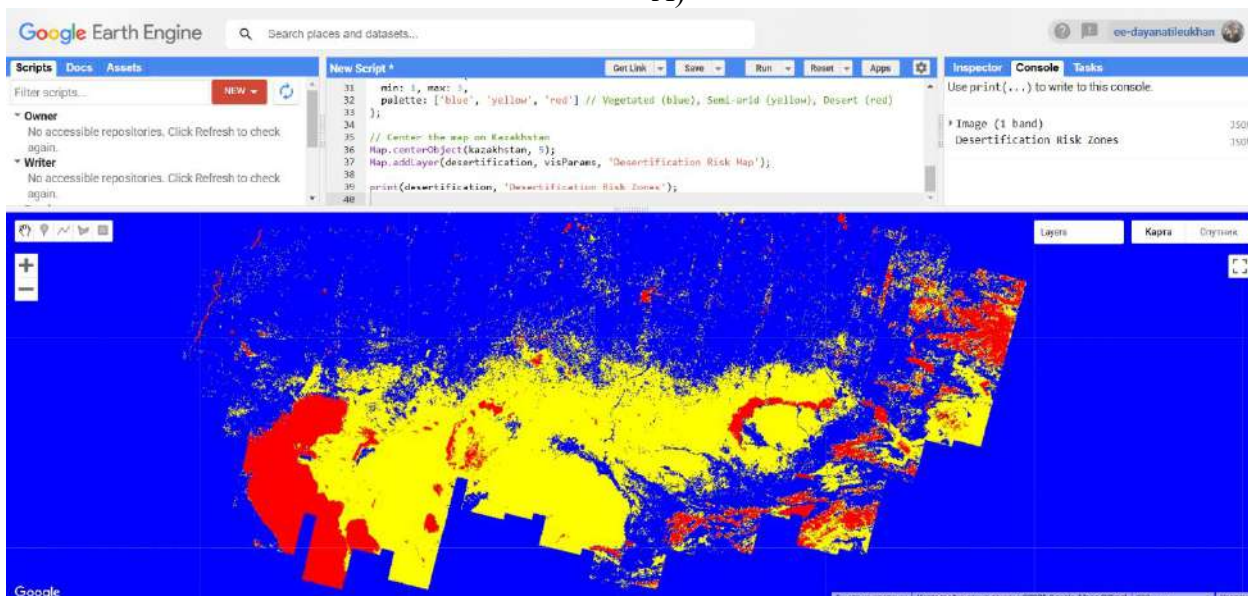 Google Earth Engine
Search places and datasets...
ee-dayanatileukhan
Scripts Docs Assets
New Script *
Get Link Save Run Reset Apps
Inspector Console Tasks
Filter scripts...
NEW
Use print(...) to write to this console.
Owner
No accessible repositories. Click Refresh to check
again.
Writer
No accessible repositories. Click Refresh to check
again.
31 min: 1, max: 3,
32 palette: ['blue', 'yellow', 'red'] // Vegetated (blue), Semi-arid (yellow), Desert (red)
33 );
34
35 // Center the map on Kazakhstan
36 Map.centerObject(kazakhstan, 5);
37 Map.addLayer(desertification, visParams, 'Desertification Risk Map');
38
39 print(desertification, 'Desertification Risk Zones');
40
Image (1 band)
Desertification Risk Zones
Layers
Карта Спутник
Google